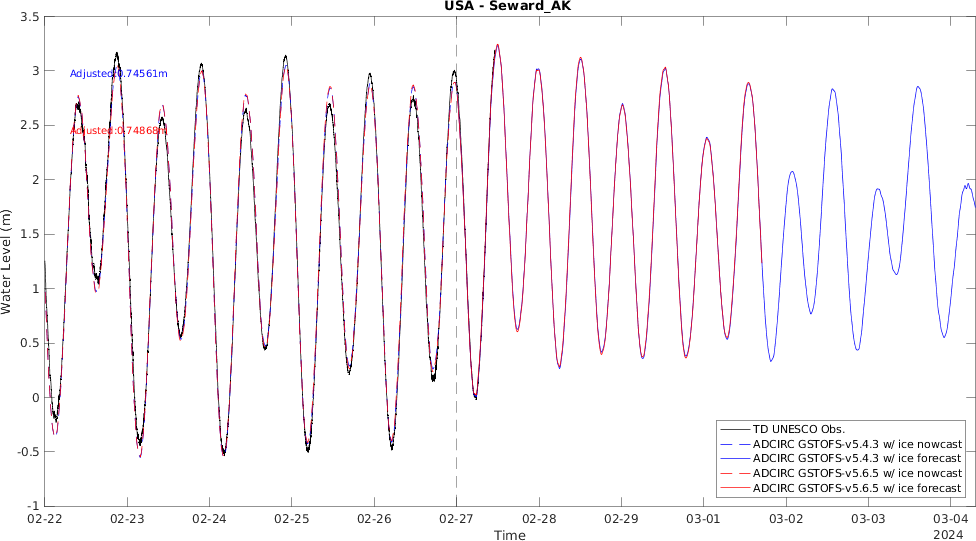 USA - Seward_AK
3.5
3
2.5
2
1.5
1
0.5
0
-0.5
-1
Water Level (m)
Adjusted:0.74561m
Adjusted:0.74868m
TD UNESCO Obs.
ADCIRC GSTOFS-v5.4.3 w/ ice nowcast
ADCIRC GSTOFS-v5.4.3 w/ ice forecast
ADCIRC GSTOFS-v5.6.5 w/ ice nowcast
ADCIRC GSTOFS-v5.6.5 w/ ice forecast
02-22 02-23 02-24 02-25 02-26 02-27 02-28 02-29 03-01 03-02 03-03 03-04
Time
2024